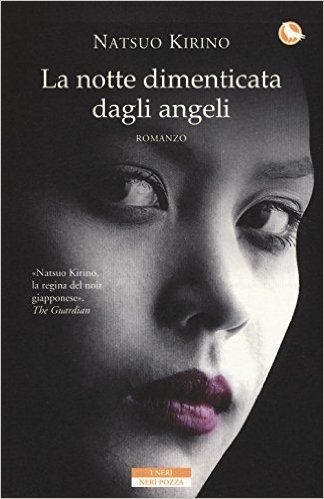 NATSUO KIRINO
La notte dimenticata
dagli angeli
ROMANZO
«Natsuo Kirino,
la regina del noir
giapponese».
The Guardian
I NERI
NERI POZZA